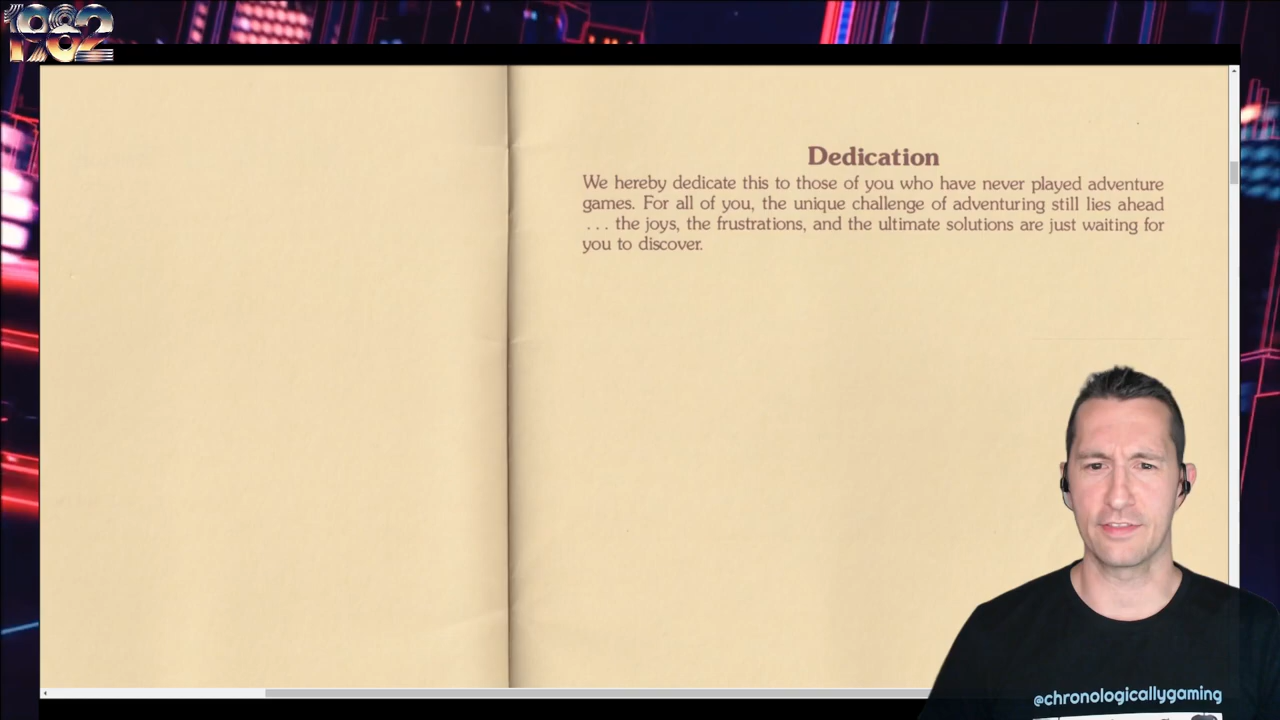 1982
Dedication
We hereby dedicate this to those of you who have never played adventure
games. For all of you, the unique challenge of adventuring still lies ahead
. . . the joys, the frustrations, and the ultimate solutions are just waiting for
you to discover.
@chronologicallygaming